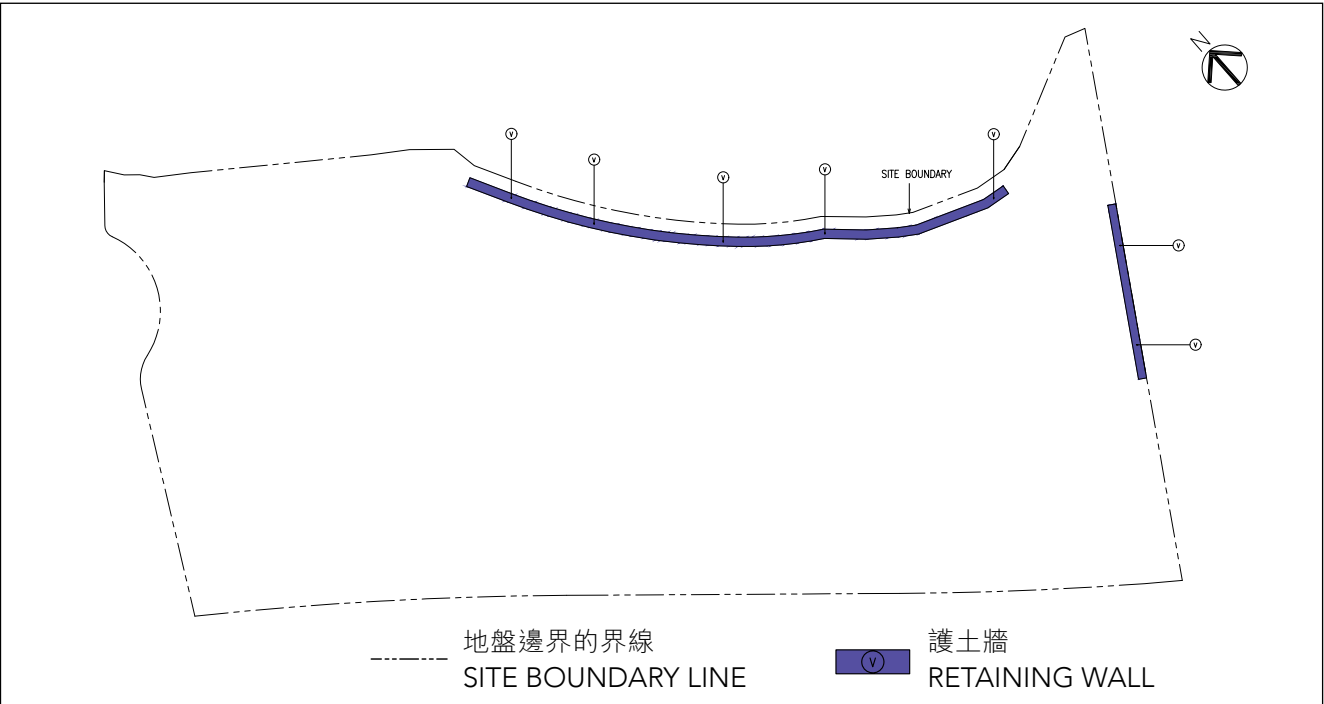 N
V
V
V
V
V
SITE BOUNDARY
V
V
地盤邊界的界線
SITE BOUNDARY LINE
V
護土牆
RETAINING WALL